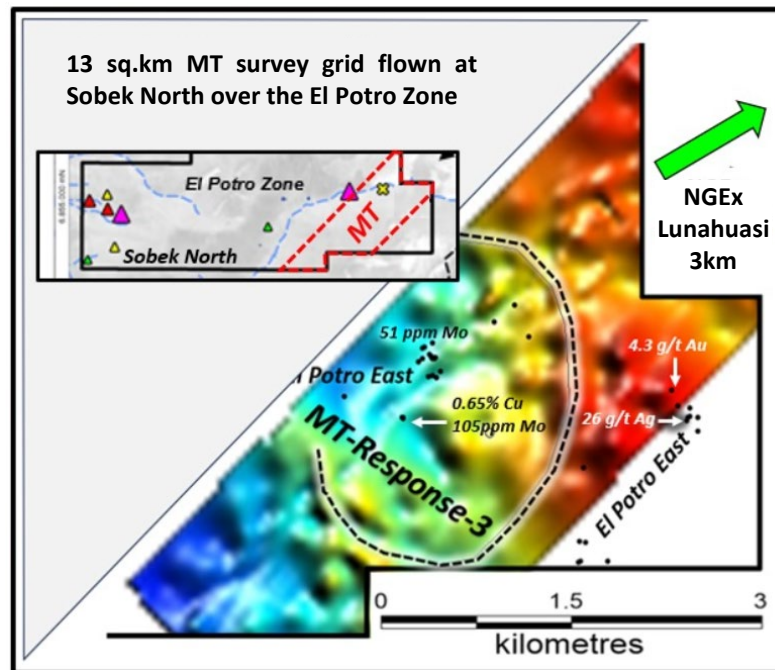 13 sq.km MT survey grid flown at
Sobek North over the El Potro Zone
El Potro Zone
MT
Sobek North
NGEx
Lunahuasi
3km
51 ppm Mo
4.3 g/t Au
l Potro East
0.65% Cu
105ppm Mo
26 g/t Ag
MT-Response-3
El Potro East
0 1.5 3
kilometres